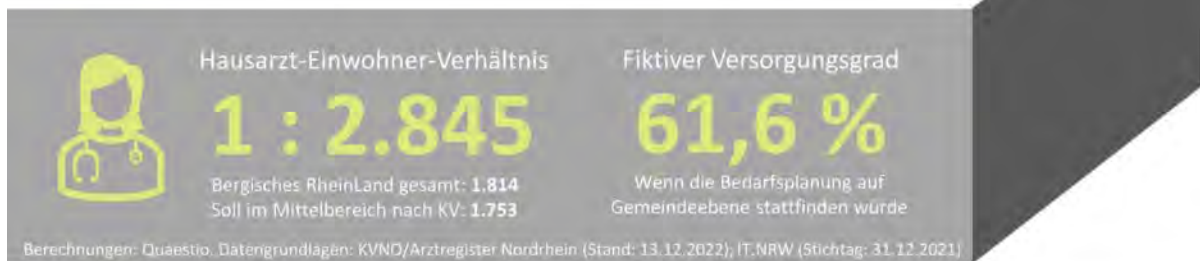 Hausarzt-Einwohner-Verhältnis
1 : 2.845
Bergisches RheinLand gesamt: 1.814
Soll im Mittelbereich nach KV: 1.753
Fiktiver Versorgungsgrad
61,6 %
Wenn die Bedarfsplanung auf
Gemeindeebene stattfinden würde
Berechnungen: Quaestio. Datengrundlagen: KVNO/Arztregister Nordrhein (Stand: 13.12.2022); IT.NRW (Stichtag: 31.12.2021)